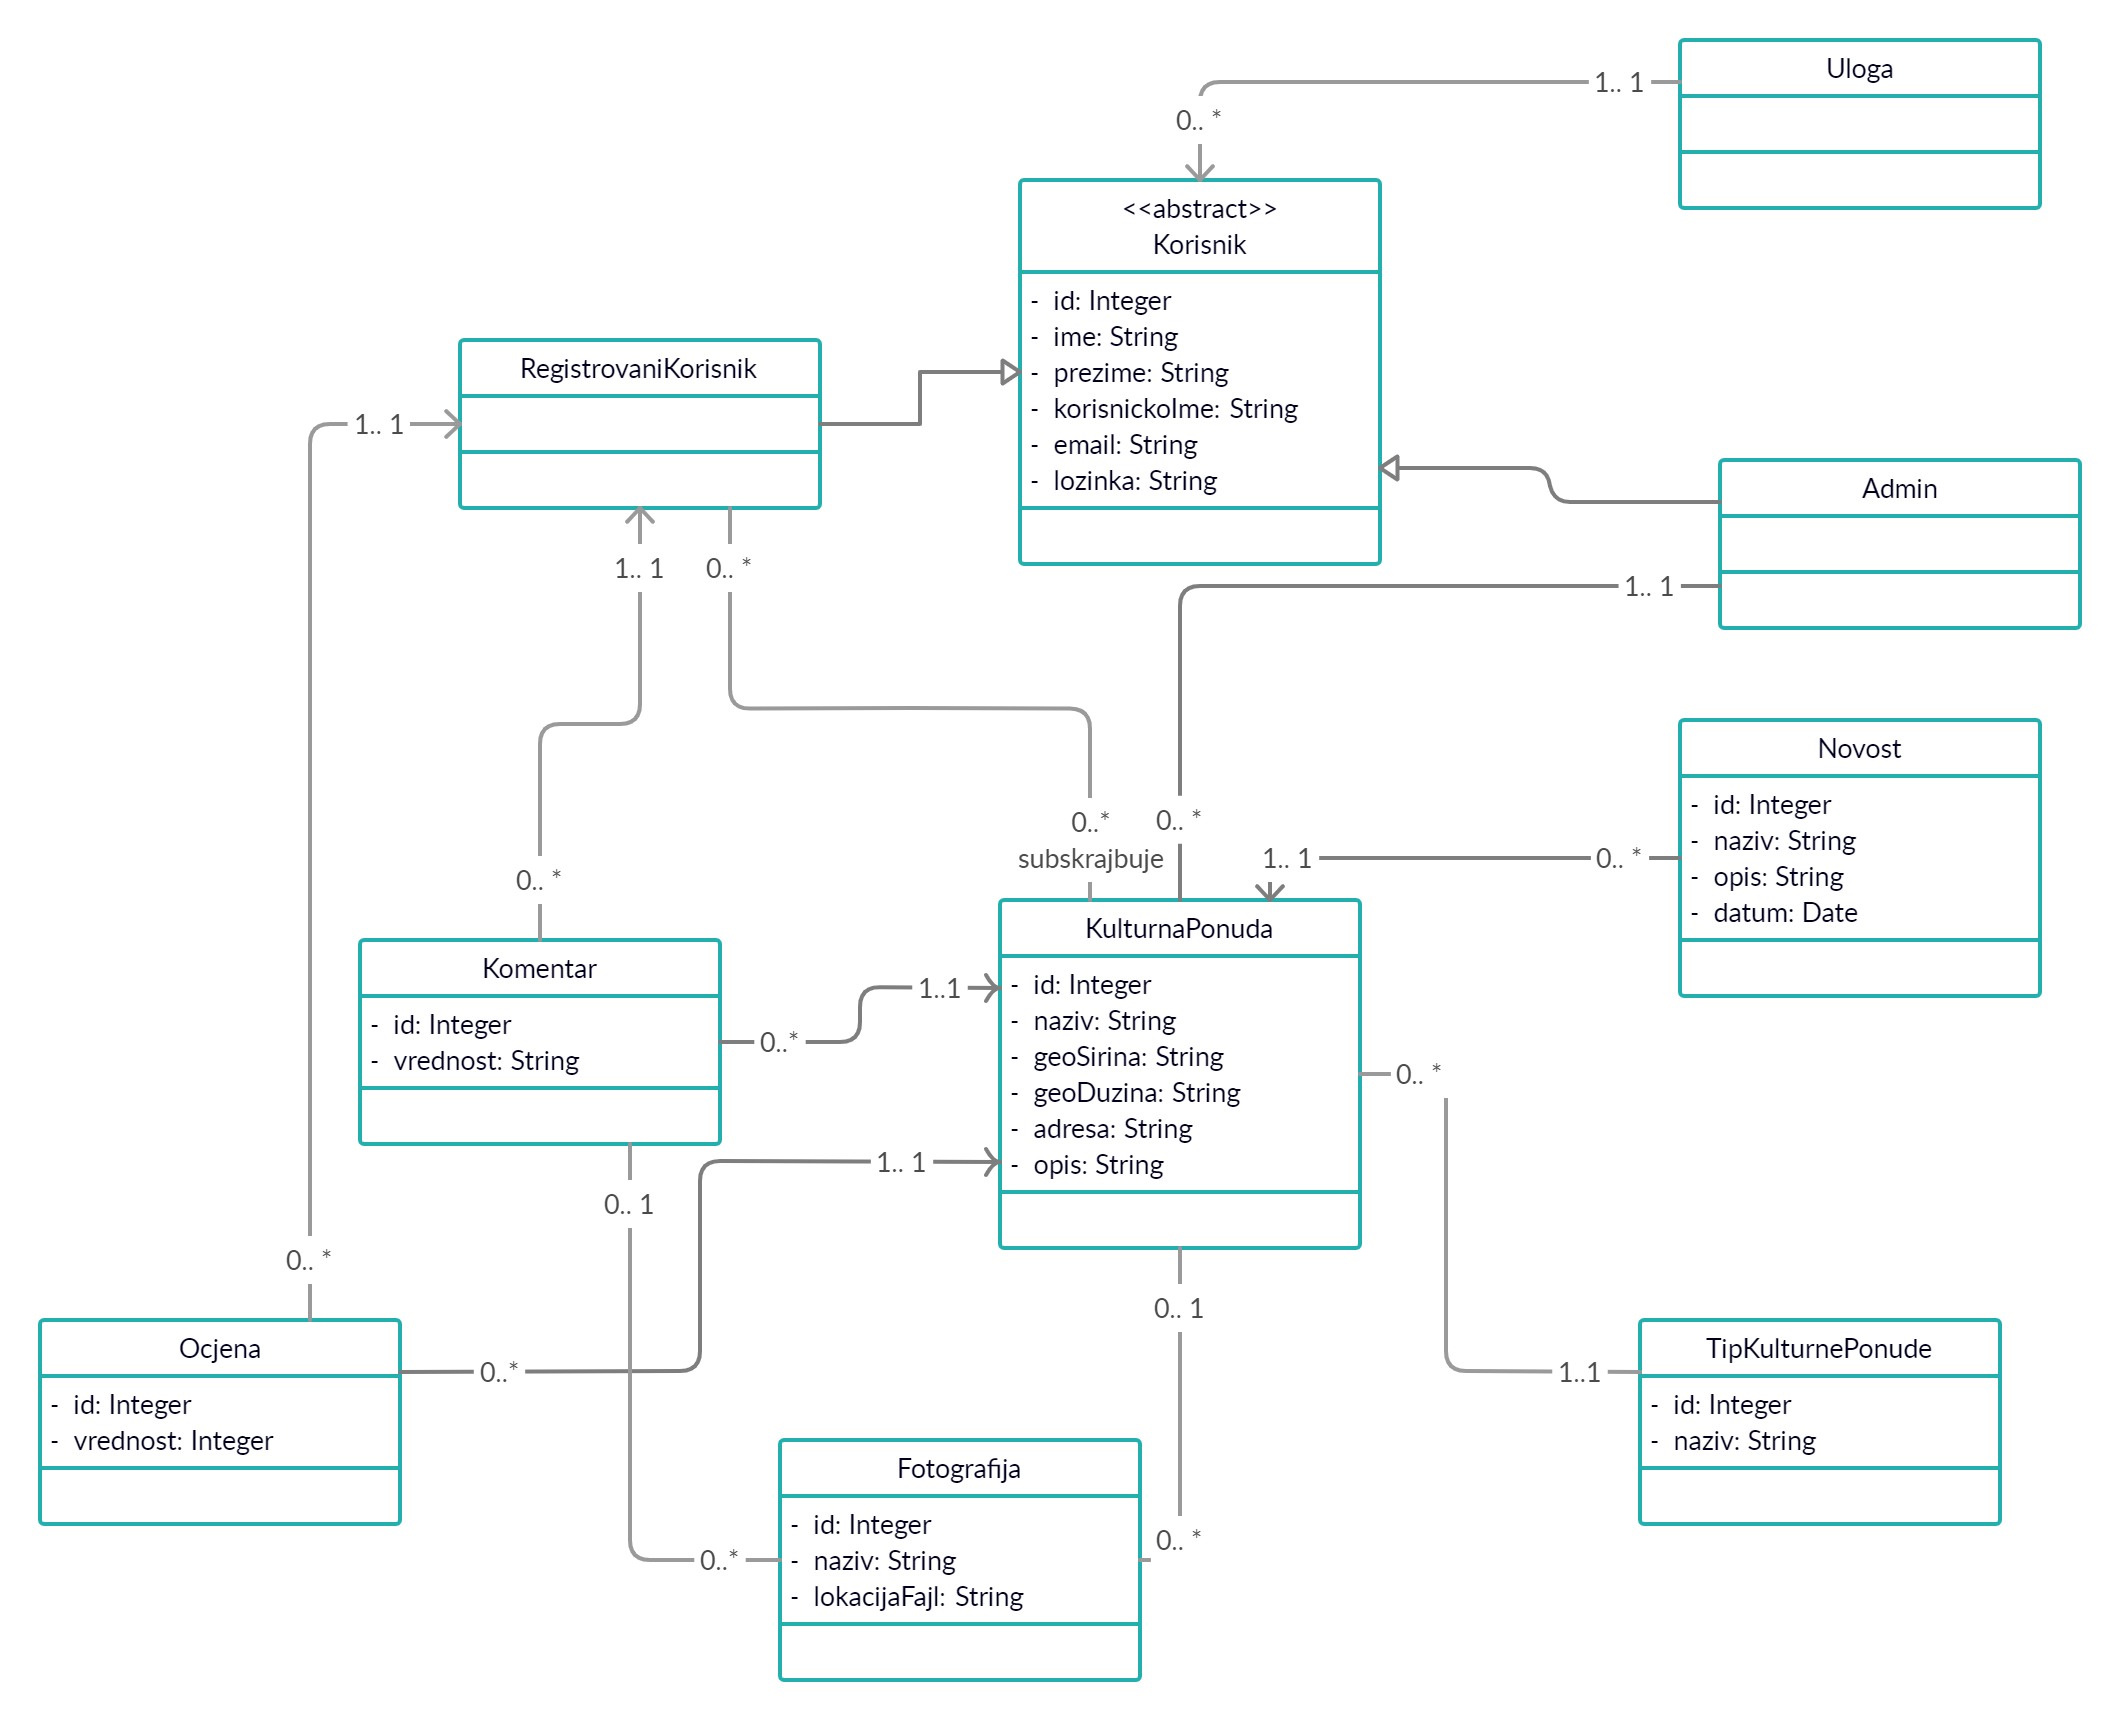 Uloga
1.. 1
0.. *
<<abstract>>
Korisnik
- id: Integer
- ime: String
- prezime: String
- korisnickoIme: String
- email: String
- lozinka: String
RegistrovaniKorisnik
1.. 1
Admin
1.. 1
0.. *
1.. 1
Novost
- id: Integer
- naziv: String
- opis: String
- datum: Date
0..*
0.. *
subskrajbuje
1.. 1
0.. *
0.. *
KulturnaPonuda
- id: Integer
- naziv: String
- geoSirina: String
- geoDuzina: String
- adresa: String
- opis: String
Komentar
- id: Integer
- vrednost: String
1..1
0..*
0.. *
1.. 1
0.. 1
0.. *
0.. 1
Ocjena
- id: Integer
- vrednost: Integer
0..*
1..1
TipKulturnePonude
- id: Integer
- naziv: String
Fotografija
- id: Integer
- naziv: String
- lokacijaFajl: String
0..*
0.. *